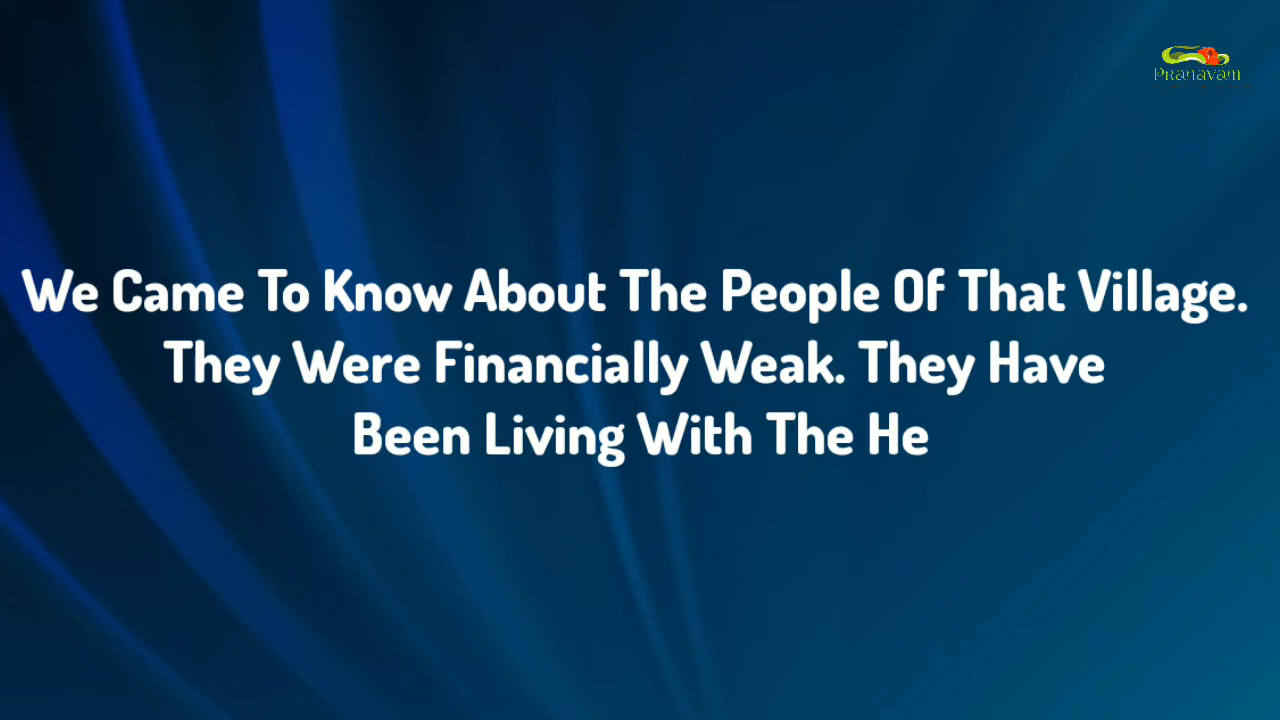 Pranavam
We Came To Know About The People Of That Village.
They Were Financially Weak. They Have
Been Living With The He